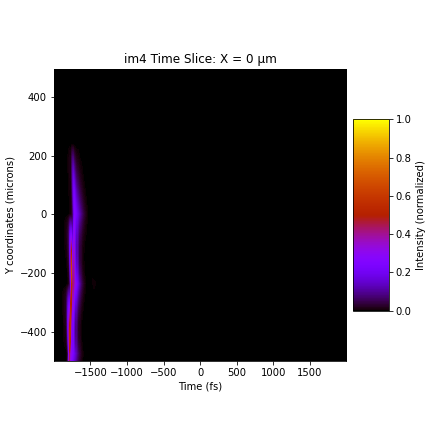 im4 Time Slice: X = 0 μm
400
200
0
−200
−400
Y coordinates (microns)
−1500 −1000 −500 0 500 1000 1500
Time (fs)
1.0
0.8
0.6
0.4
0.2
0.0
Intensity (normalized)